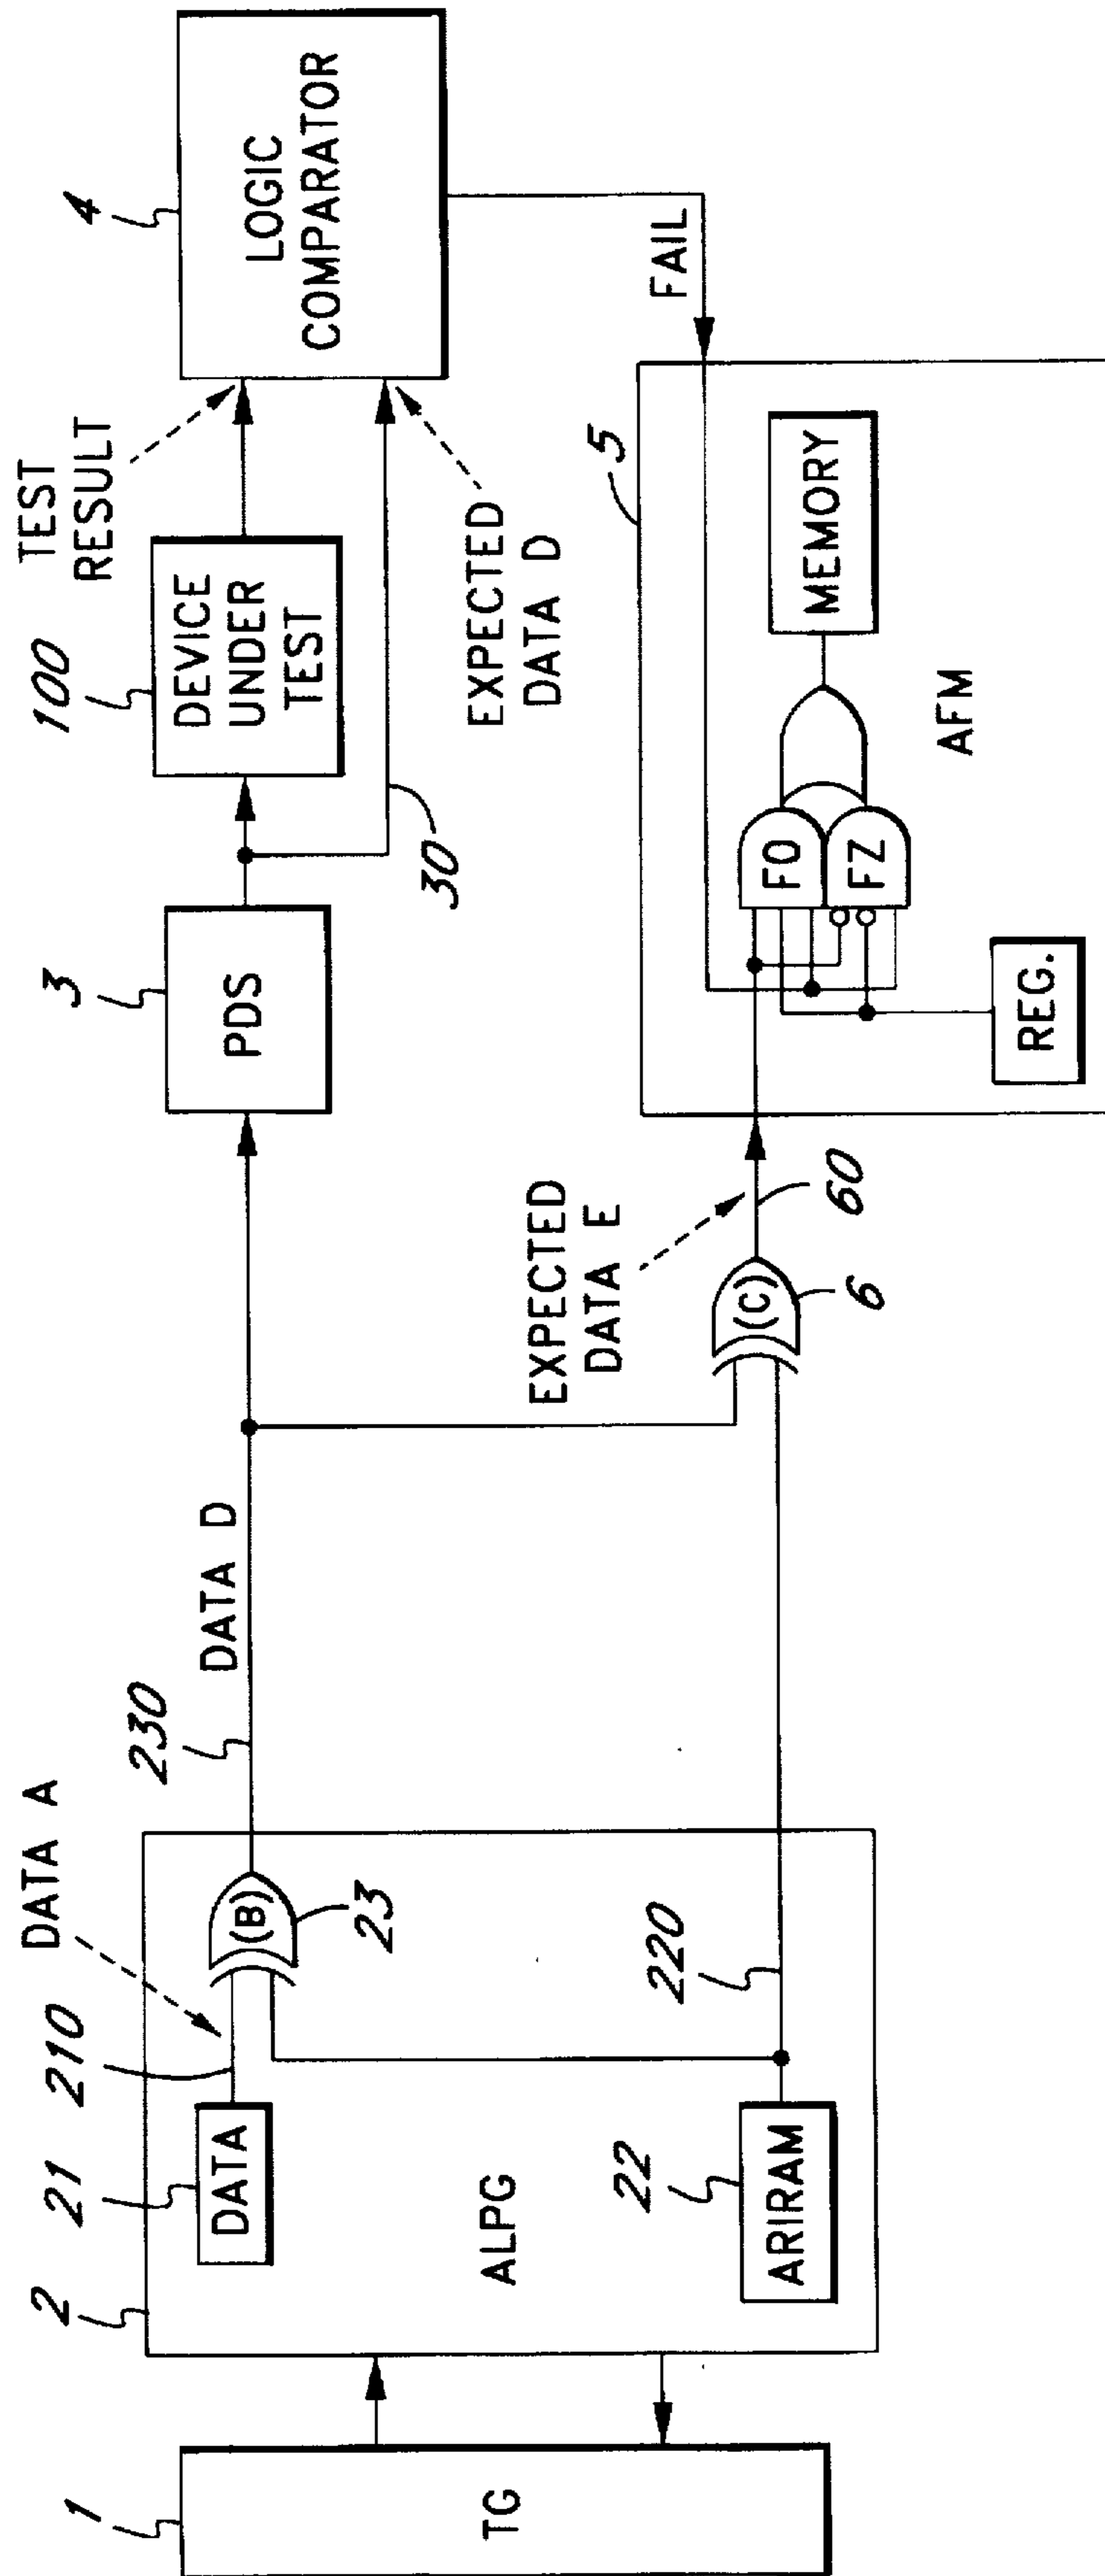 1
TG
2
ALPG
21
DATA
210
DATA A
(B)
23
22
ARIRAM
220
230
DATA D
3
PDS
30
100
DEVICE
UNDER
TEST
TEST
RESULT
EXPECTED
DATA D
4
LOGIC
COMPARATOR
FAIL
EXPECTED
DATA E
(C)
6
60
5
FO
FZ
MEMORY
AFM
REG.